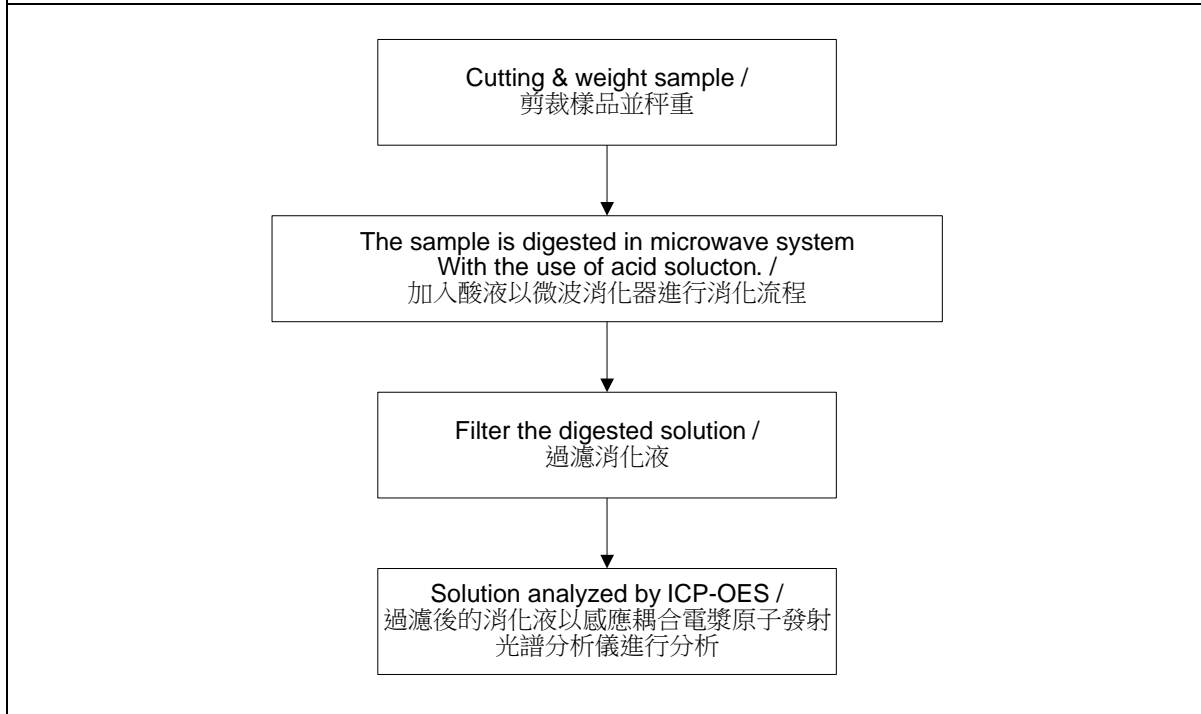 Cutting & weight sample /
剪裁樣品並秤重
The sample is digested in microwave system
With the use of acid soluction. /
加入酸液以微波消化器進行消化流程
Filter the digested solution /
過濾消化液
Solution analyzed by ICP-OES /
過濾後的消化液以感應耦合電漿原子發射
光譜分析儀進行分析